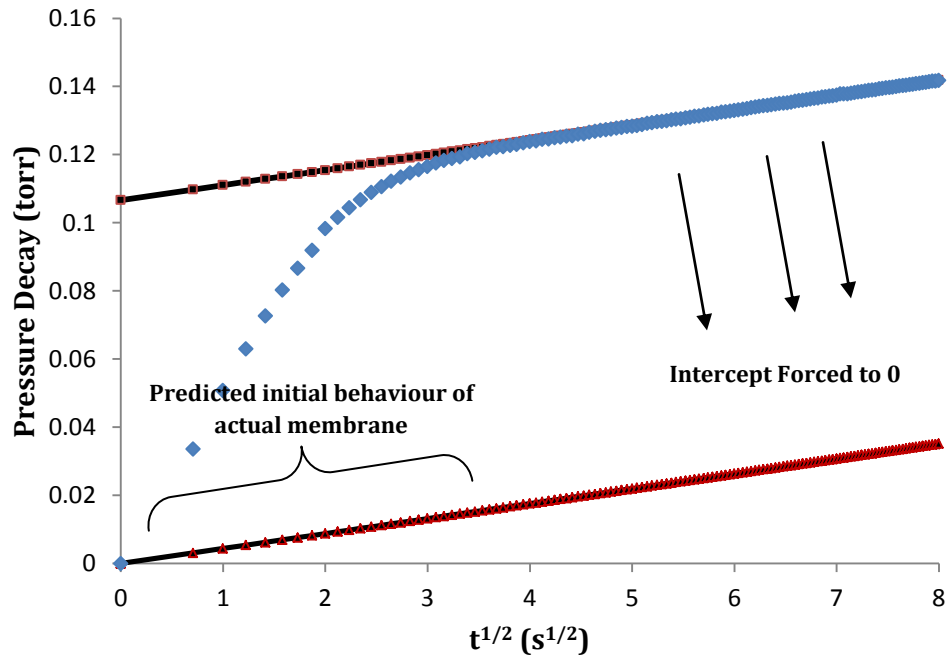 0.16
0.14
0.12
0.1
0.08
0.06
0.04
0.02
0
Pressure Decay (torr)
Predicted initial behaviour of
actual membrane
Intercept Forced to 0
0 1 2 3 4 5 6 7 8
t^{1/2} (s^{1/2})